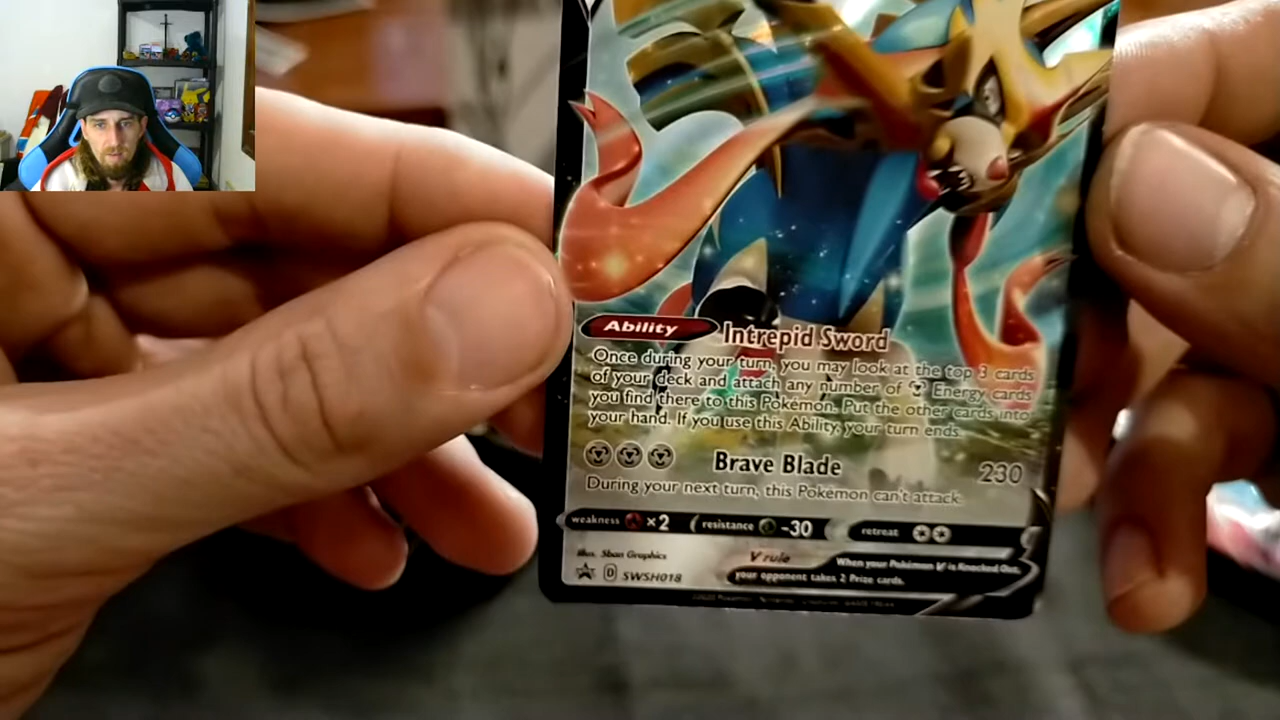 Ability Intrepid Sword
Once during your turn, you may look at the top 3 cards
of your deck and attach any number of Energy cards
you find there to this Pokémon. Put the other cards into
your hand. If you use this Ability, your turn ends.
Brave Blade 230
During your next turn, this Pokémon can't attack.
weakness ×2 resistance -30 retreat
Illus. 5ban Graphics
V rule When your Pokémon V is Knocked Out,
your opponent takes 2 Prize cards.
D SWSH018